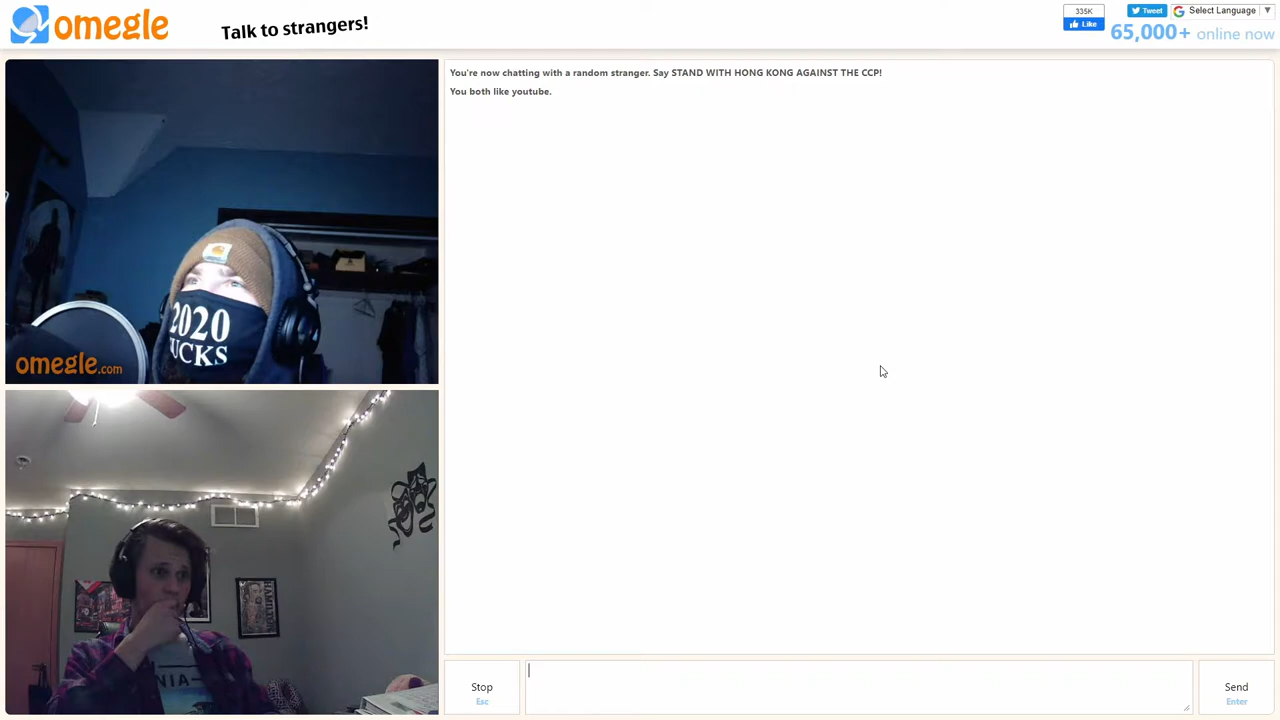 omegle
Talk to strangers!
335K
Like
Tweet
Select Language
65,000+ online now
You're now chatting with a random stranger. Say STAND WITH HONG KONG AGAINST THE CCP!
You both like youtube.
2020
UCKS
omegle.com
HAMILTON
NIA
Stop
Esc
Send
Enter